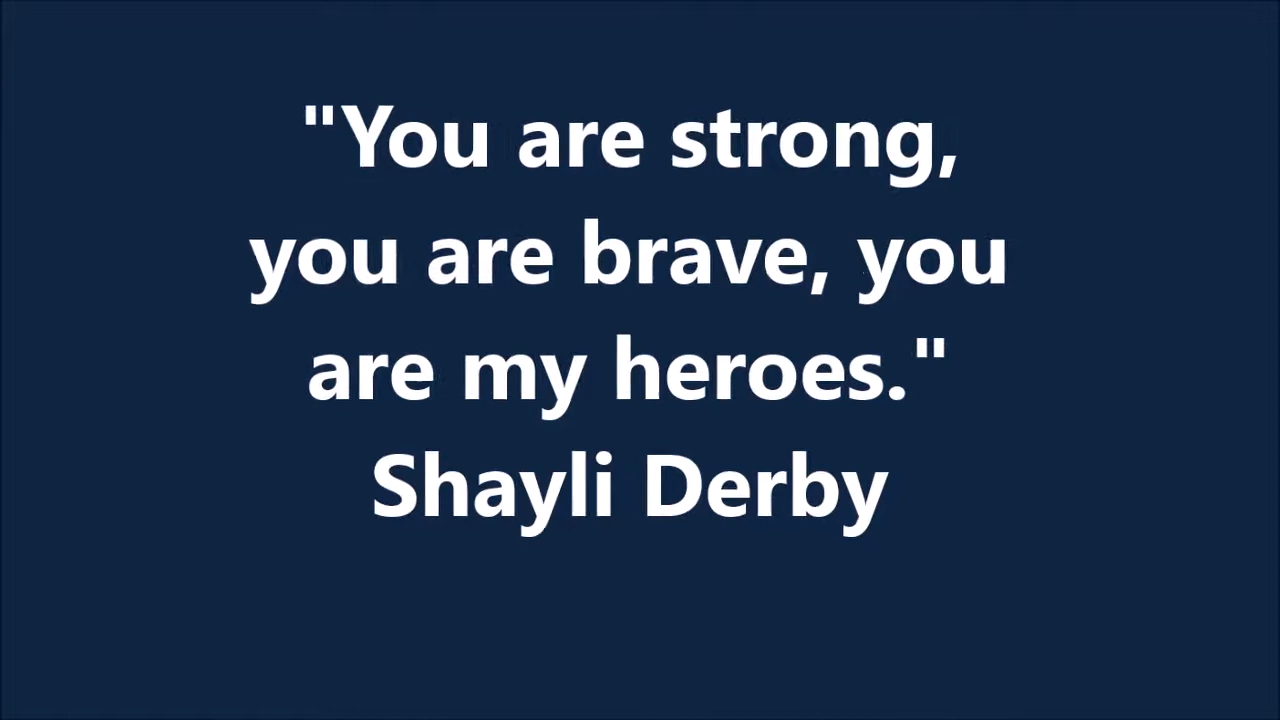 "You are strong,
you are brave, you
are my heroes."
Shayli Derby